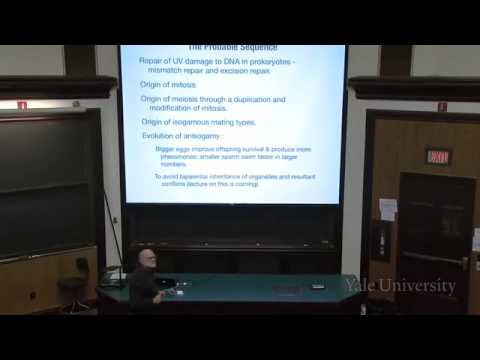 The Probable Sequence
Repair of UV damage to DNA in prokaryotes -
mismatch repair and excision repair.
Origin of mitosis
Origin of meiosis through a duplication and
modification of mitosis.
Origin of isogamous mating types.
Evolution of anisogamy :
Bigger eggs improve offspring survival & produce more
pheromones; smaller sperm swim faster in larger
numbers.
To avoid biparental inheritance of organelles and resultant
conflicts (lecture on this is coming)
EXIT
Yale University